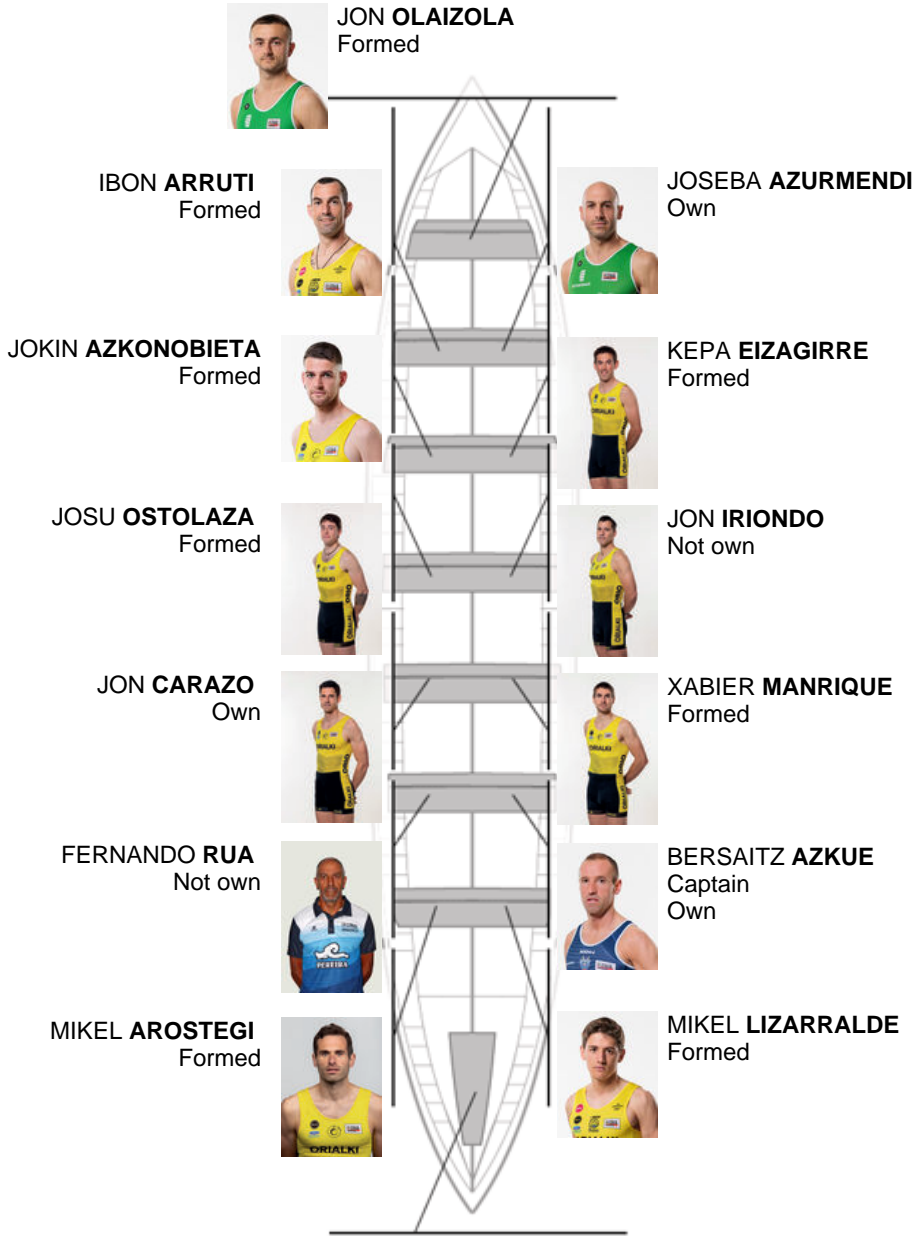 JON OLAIZOLA
Formed
IBON ARRUTI
Formed
JOSEBA AZURMENDI
Own
JOKIN AZKONOBIETA
Formed
KEPA EIZAGIRRE
Formed
JOSU OSTOLAZA
Formed
JON IRIONDO
Not own
JON CARAZO
Own
XABIER MANRIQUE
Formed
FERNANDO RUA
Not own
BERSAITZ AZKUE
Captain
Own
PEREIRA
MIKEL AROSTEGI
Formed
MIKEL LIZARRALDE
Formed
ORIALKI